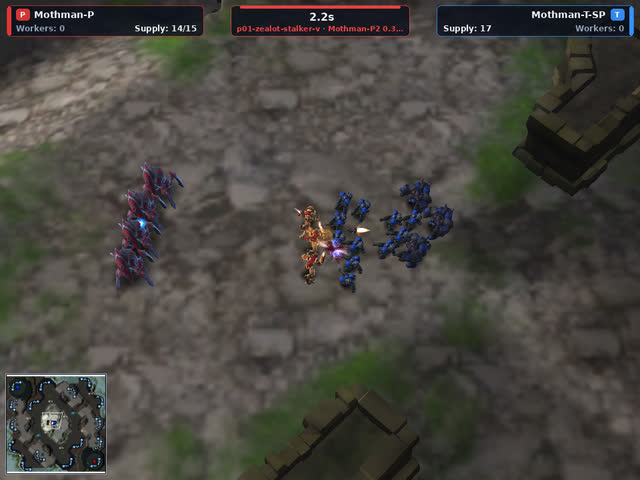 P Mothman-P
Workers: 0 Supply: 14/15
2.2s
p01-zealot-stalker-v · Mothman-P2 0.3...
Mothman-T-SP T
Supply: 17 Workers: 0